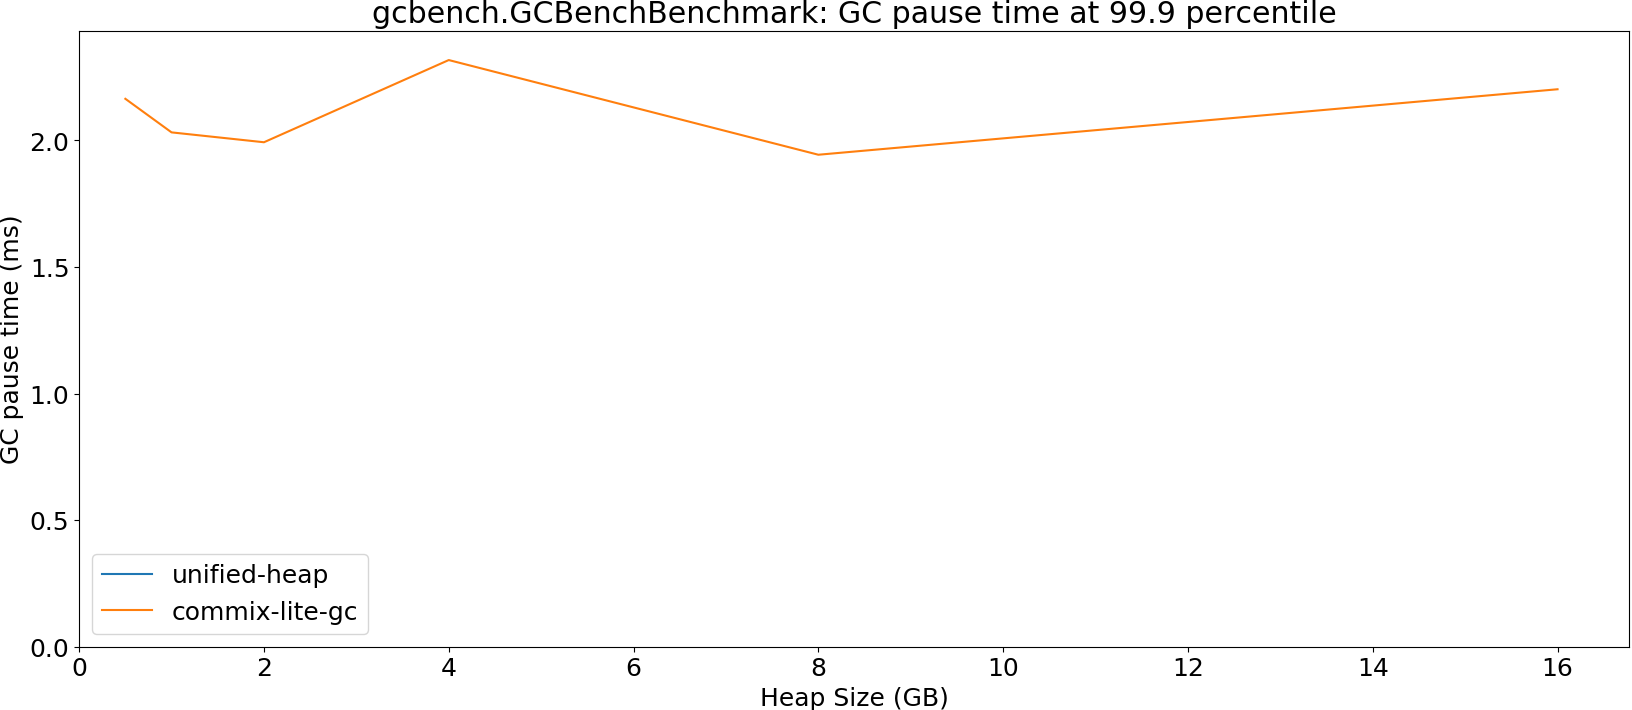 gcbench.GCBenchBenchmark: GC pause time at 99.9 percentile
GC pause time (ms)
2.0
1.5
1.0
0.5
0.0
unified-heap
commix-lite-gc
0 2 4 6 8 10 12 14 16
Heap Size (GB)